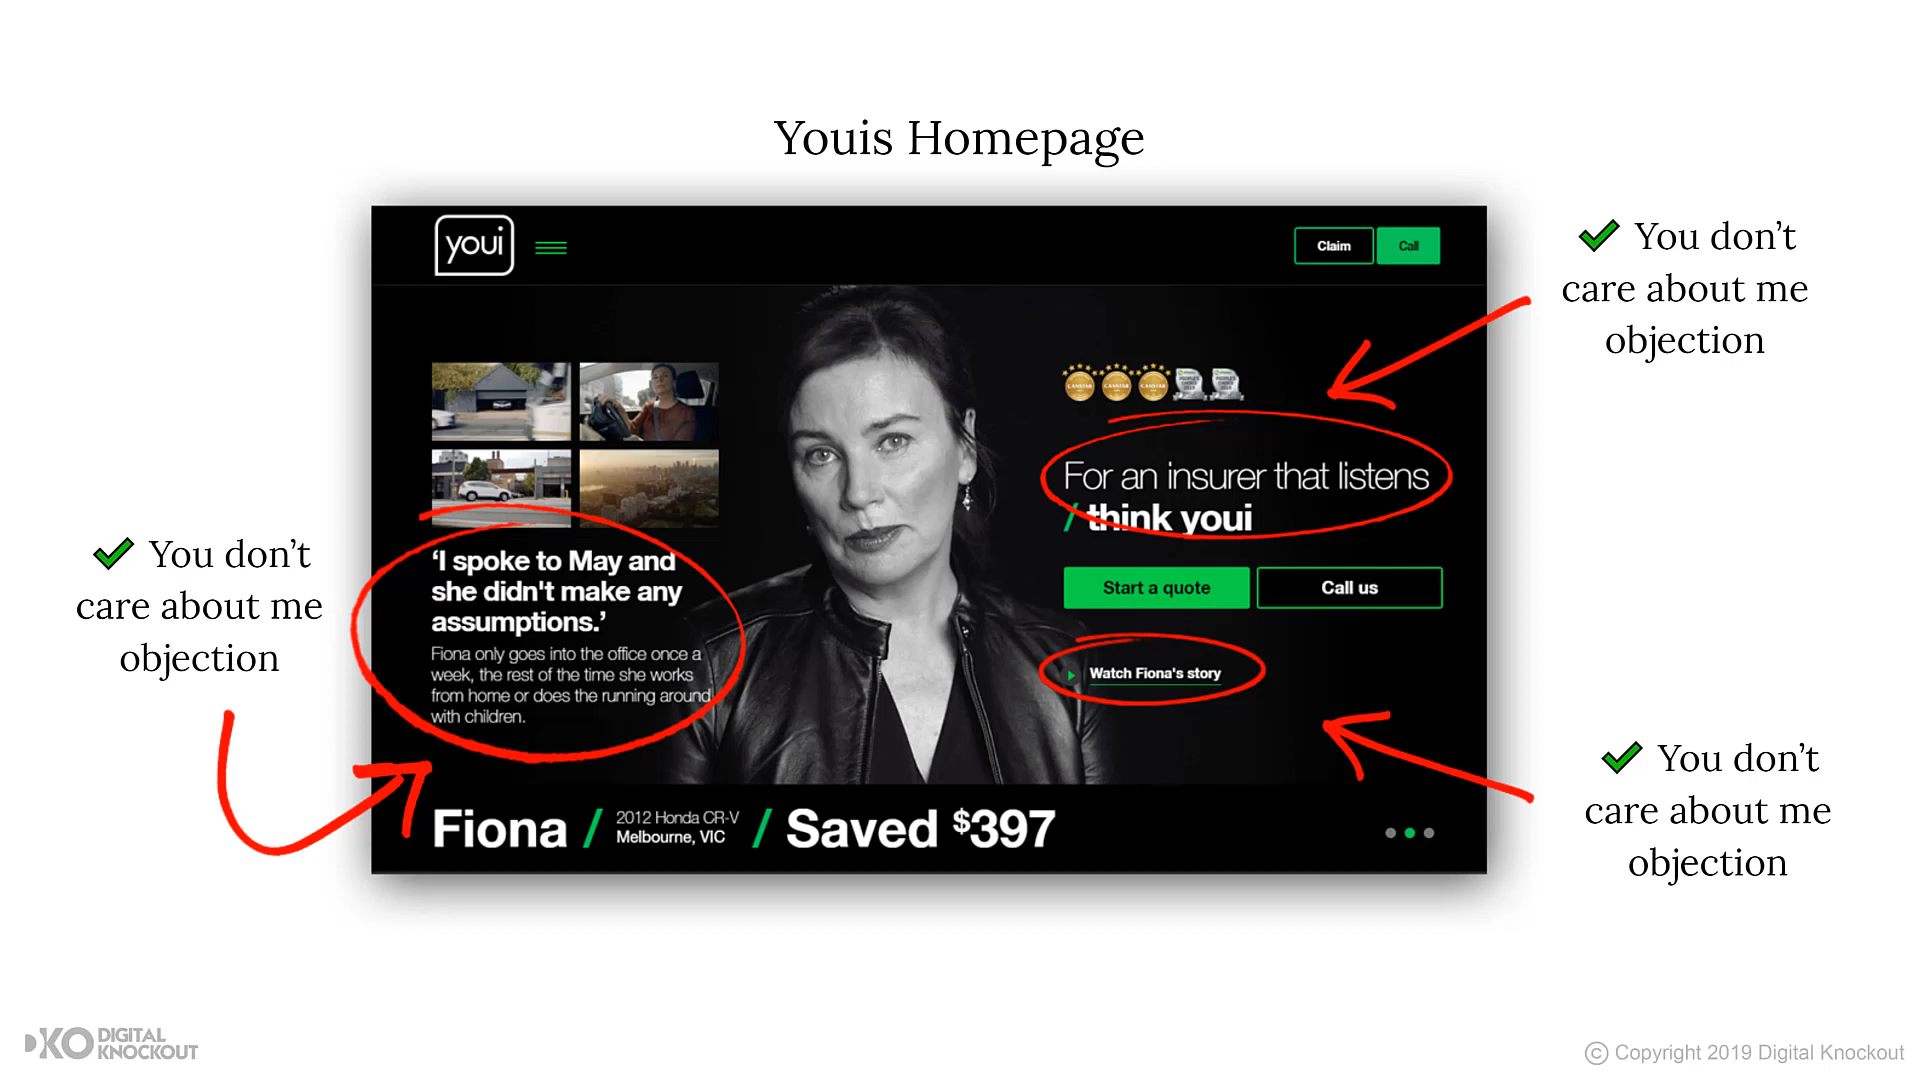 Youis Homepage
youi
Claim
Call
✔ You don’t
care about me
objection
CANSTAR
CANSTAR
CANSTAR
For an insurer that listens
/ think youi
Start a quote
Call us
Watch Fiona's story
✔ You don’t
care about me
objection
‘I spoke to May and
she didn't make any
assumptions.’
Fiona only goes into the office once a
week, the rest of the time she works
from home or does the running around
with children.
✔ You don’t
care about me
objection
Fiona / 2012 Honda CR-V
Melbourne, VIC / Saved $397
DKO DIGITAL
KNOCKOUT
© Copyright 2019 Digital Knockout